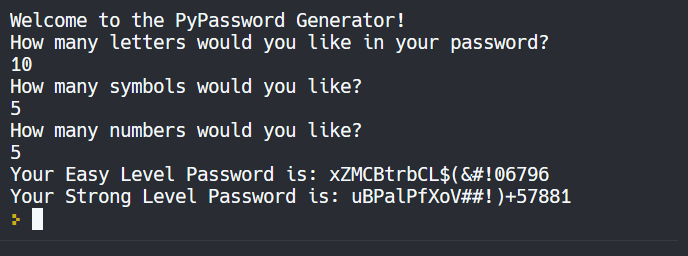 Welcome to the PyPassword Generator!
How many letters would you like in your password?
10
How many symbols would you like?
5
How many numbers would you like?
5
Your Easy Level Password is: xZMCBtrbCL$(&#!06796
Your Strong Level Password is: uBPalPfXoV##!)+57881
>